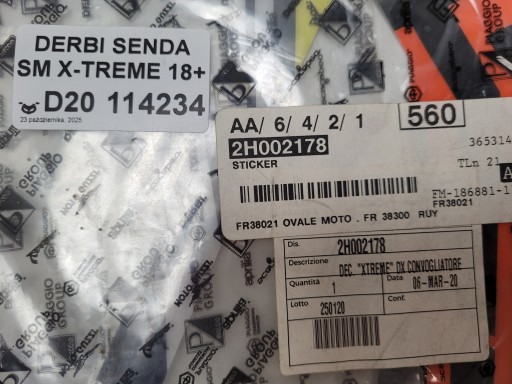 DERBI SENDA
SM X-TREME 18+
D20 114234
23 października, 2025
AA/ 6/ 4/ 2/ 1
560
2H002178
STICKER
365314
TLn 21
A
FM-186881-1
FR38021
FR38021 OVALE MOTO . FR 38300 RUY
Dis.
2H002178
Descrizione
DEC. "XTREME" DX CONVOGLIATORE
Quantità
1
Data
06-MAR-20
Lotto
250120
Conf.
PIAGGIO
GROUP